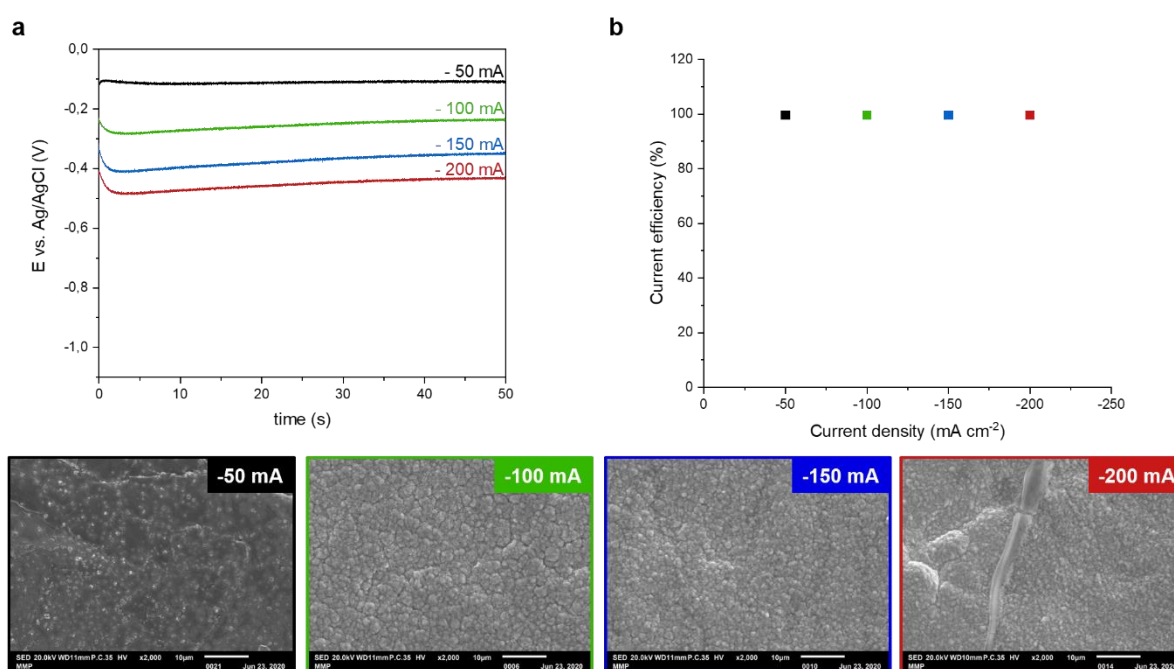 a
0,0
-0,2
-0,4
-0,6
-0,8
-1,0
E vs. Ag/AgCl (V)
- 50 mA
- 100 mA
- 150 mA
- 200 mA
0
10
20
30
40
50
time (s)
b
120
100
80
60
40
20
0
Current efficiency (%)
0
-50
-100
-150
-200
-250
Current density (mA cm-2)
-50 mA
SED 20.0kV WD11mm P.C.35 HV x2,000 10µm
MMP 0021 Jun 23, 2020
-100 mA
SED 20.0kV WD11mm P.C.35 HV x2,000 10µm
MMP 0006 Jun 23, 2020
-150 mA
SED 20.0kV WD11mm P.C.35 HV x2,000 10µm
MMP 0010 Jun 23, 2020
-200 mA
SED 20.0kV WD10mm P.C.35 HV x2,000 10µm
MMP 0014 Jun 23, 2020